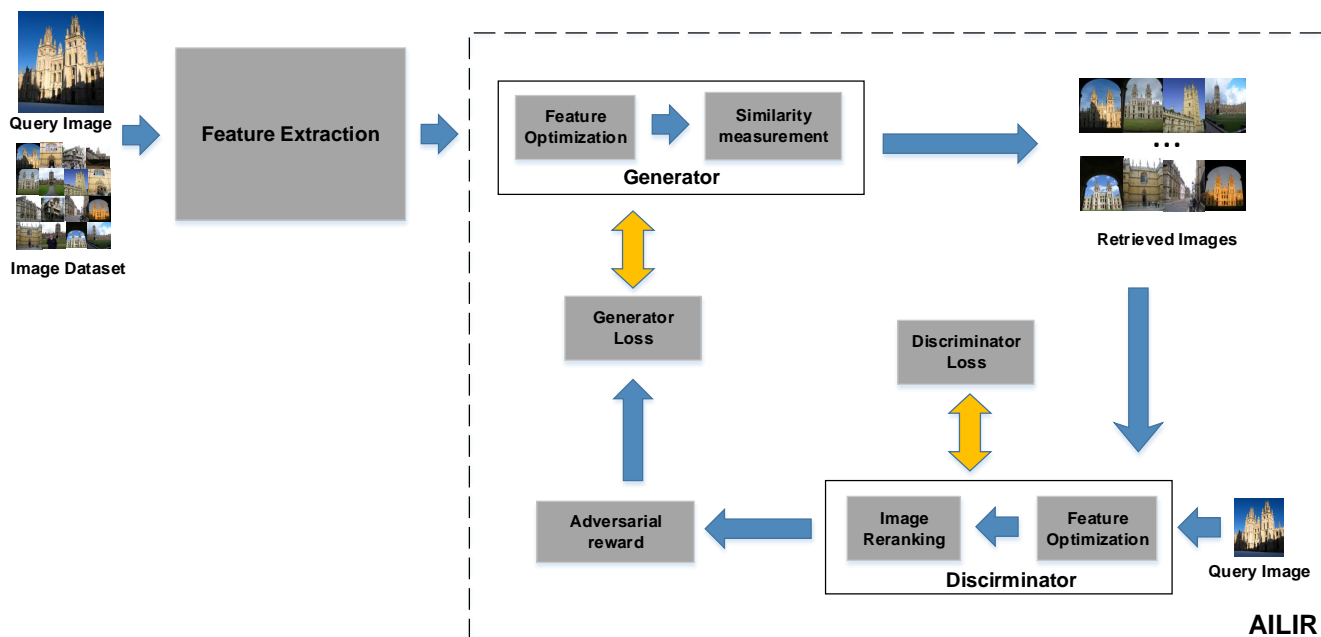 Query Image
Image Dataset
Feature Extraction
Feature
Optimization
Similarity
measurement
Generator
...
Retrieved Images
Generator
Loss
Discriminator
Loss
Adversarial
reward
Image
Reranking
Feature
Optimization
Discirminator
Query Image
AILIR